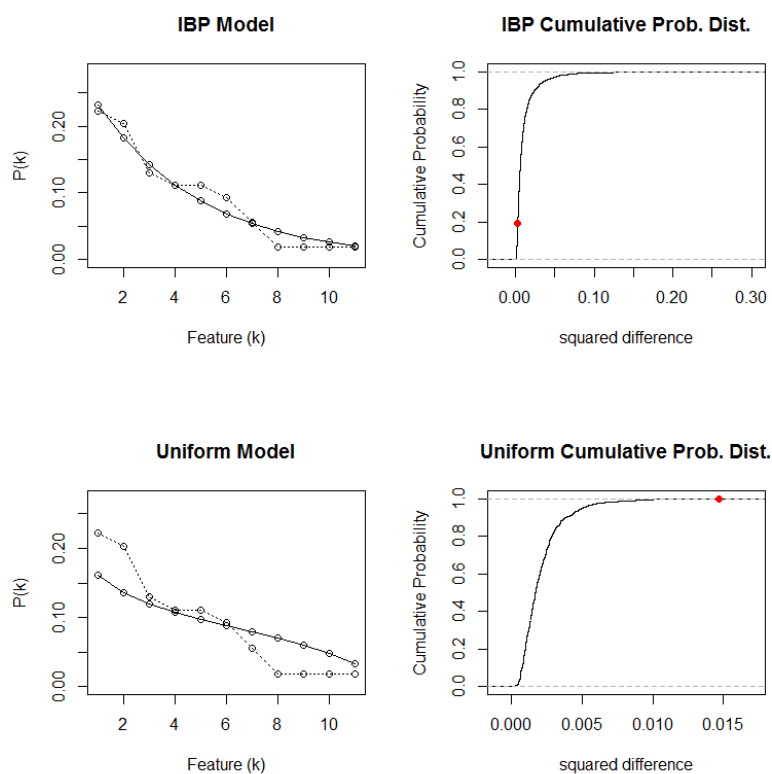 IBP Model
P(k)
0.20
0.10
0.00
2 4 6 8 10
Feature (k)
IBP Cumulative Prob. Dist.
Cumulative Probability
1.0
0.8
0.6
0.4
0.2
0.0
0.00 0.10 0.20 0.30
squared difference
Uniform Model
P(k)
0.20
0.10
0.00
2 4 6 8 10
Feature (k)
Uniform Cumulative Prob. Dist.
Cumulative Probability
1.0
0.8
0.6
0.4
0.2
0.0
0.000 0.005 0.010 0.015
squared difference